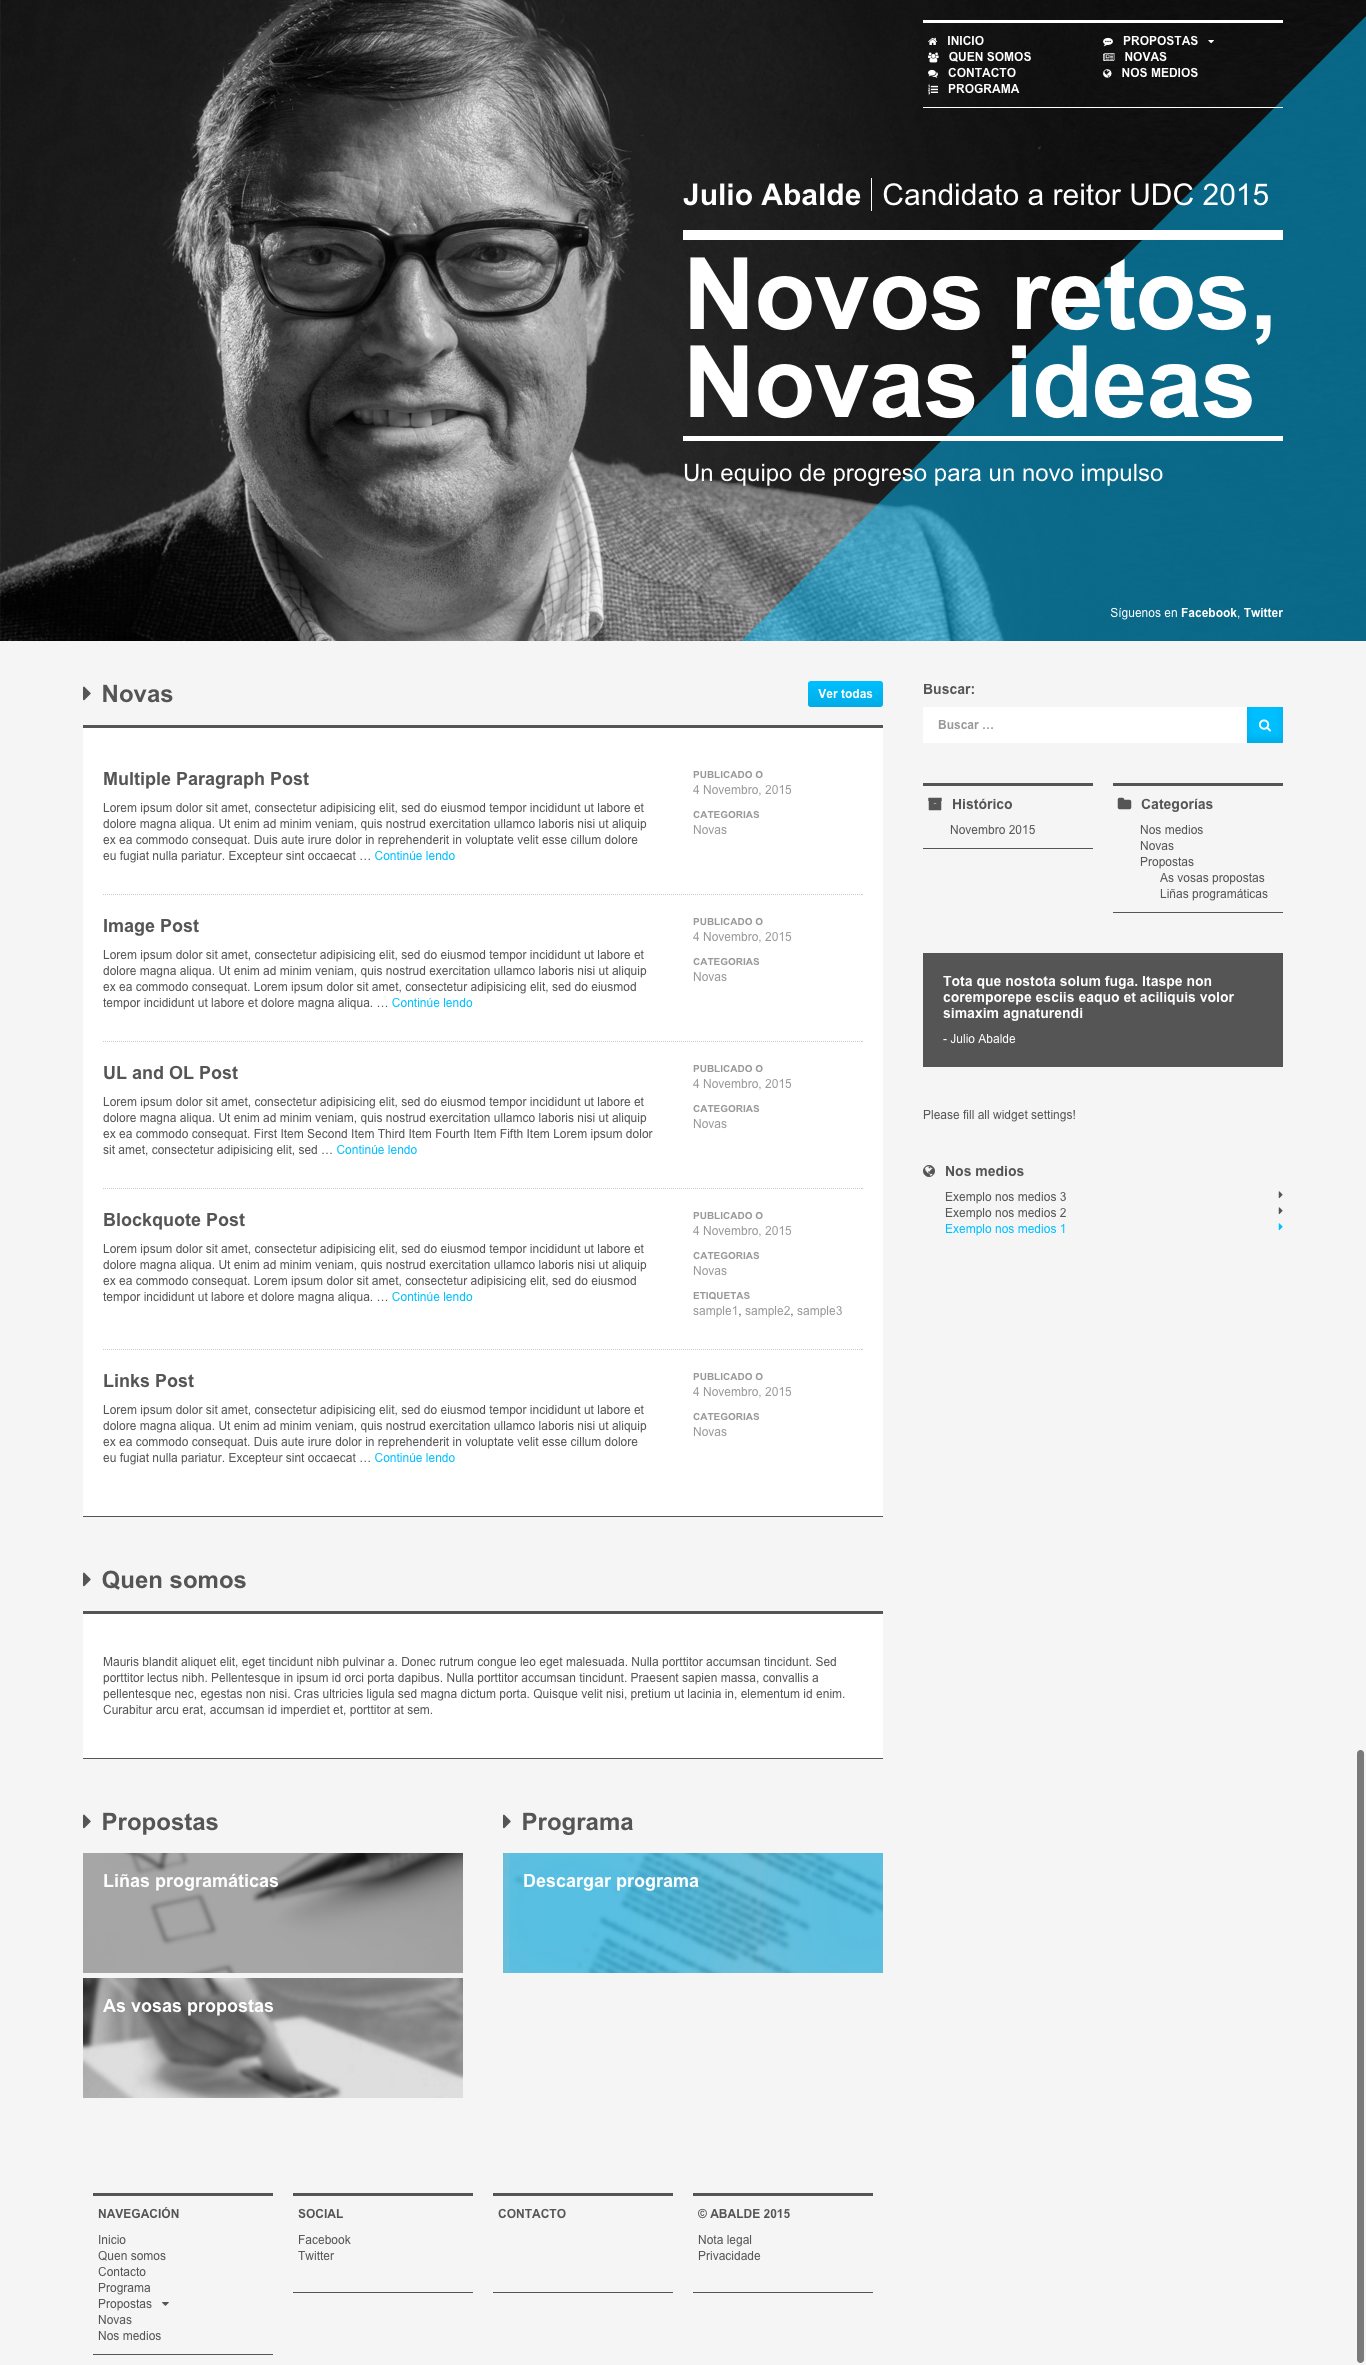 INICIO
QUEN SOMOS
CONTACTO
PROGRAMA
PROPOSTAS
NOVAS
NOS MEDIOS
Julio Abalde | Candidato a reitor UDC 2015
Novos retos,
Novas ideas
Un equipo de progreso para un novo impulso
Síguenos en Facebook, Twitter
Novas
Ver todas
Multiple Paragraph Post
Lorem ipsum dolor sit amet, consectetur adipisicing elit, sed do eiusmod tempor incididunt ut labore et
dolore magna aliqua. Ut enim ad minim veniam, quis nostrud exercitation ullamco laboris nisi ut aliquip
ex ea commodo consequat. Duis aute irure dolor in reprehenderit in voluptate velit esse cillum dolore
eu fugiat nulla pariatur. Excepteur sint occaecat … Continúe lendo
PUBLICADO O
4 Novembro, 2015
CATEGORIAS
Novas
Image Post
Lorem ipsum dolor sit amet, consectetur adipisicing elit, sed do eiusmod tempor incididunt ut labore et
dolore magna aliqua. Ut enim ad minim veniam, quis nostrud exercitation ullamco laboris nisi ut aliquip
ex ea commodo consequat. Lorem ipsum dolor sit amet, consectetur adipisicing elit, sed do eiusmod
tempor incididunt ut labore et dolore magna aliqua. … Continúe lendo
PUBLICADO O
4 Novembro, 2015
CATEGORIAS
Novas
UL and OL Post
Lorem ipsum dolor sit amet, consectetur adipisicing elit, sed do eiusmod tempor incididunt ut labore et
dolore magna aliqua. Ut enim ad minim veniam, quis nostrud exercitation ullamco laboris nisi ut aliquip
ex ea commodo consequat. First Item Second Item Third Item Fourth Item Fifth Item Lorem ipsum dolor
sit amet, consectetur adipisicing elit, sed … Continúe lendo
PUBLICADO O
4 Novembro, 2015
CATEGORIAS
Novas
Blockquote Post
Lorem ipsum dolor sit amet, consectetur adipisicing elit, sed do eiusmod tempor incididunt ut labore et
dolore magna aliqua. Ut enim ad minim veniam, quis nostrud exercitation ullamco laboris nisi ut aliquip
ex ea commodo consequat. Lorem ipsum dolor sit amet, consectetur adipisicing elit, sed do eiusmod
tempor incididunt ut labore et dolore magna aliqua. … Continúe lendo
PUBLICADO O
4 Novembro, 2015
CATEGORIAS
Novas
ETIQUETAS
sample1, sample2, sample3
Links Post
Lorem ipsum dolor sit amet, consectetur adipisicing elit, sed do eiusmod tempor incididunt ut labore et
dolore magna aliqua. Ut enim ad minim veniam, quis nostrud exercitation ullamco laboris nisi ut aliquip
ex ea commodo consequat. Duis aute irure dolor in reprehenderit in voluptate velit esse cillum dolore
eu fugiat nulla pariatur. Excepteur sint occaecat … Continúe lendo
PUBLICADO O
4 Novembro, 2015
CATEGORIAS
Novas
Buscar:
Buscar …
Histórico
Novembro 2015
Categorías
Nos medios
Novas
Propostas
As vosas propostas
Liñas programáticas
Tota que nostota solum fuga. Itaspe non
coremporepe esciis eaquo et aciliquis volor
simaxim agnaturendi
- Julio Abalde
Please fill all widget settings!
Nos medios
Exemplo nos medios 3
Exemplo nos medios 2
Exemplo nos medios 1
Quen somos
Mauris blandit aliquet elit, eget tincidunt nibh pulvinar a. Donec rutrum congue leo eget malesuada. Nulla porttitor accumsan tincidunt. Sed
porttitor lectus nibh. Pellentesque in ipsum id orci porta dapibus. Nulla porttitor accumsan tincidunt. Praesent sapien massa, convallis a
pellentesque nec, egestas non nisi. Cras ultricies ligula sed magna dictum porta. Quisque velit nisi, pretium ut lacinia in, elementum id enim.
Curabitur arcu erat, accumsan id imperdiet et, porttitor at sem.
Propostas
Liñas programáticas
As vosas propostas
Programa
Descargar programa
NAVEGACIÓN
Inicio
Quen somos
Contacto
Programa
Propostas
Novas
Nos medios
SOCIAL
Facebook
Twitter
CONTACTO
© ABALDE 2015
Nota legal
Privacidade